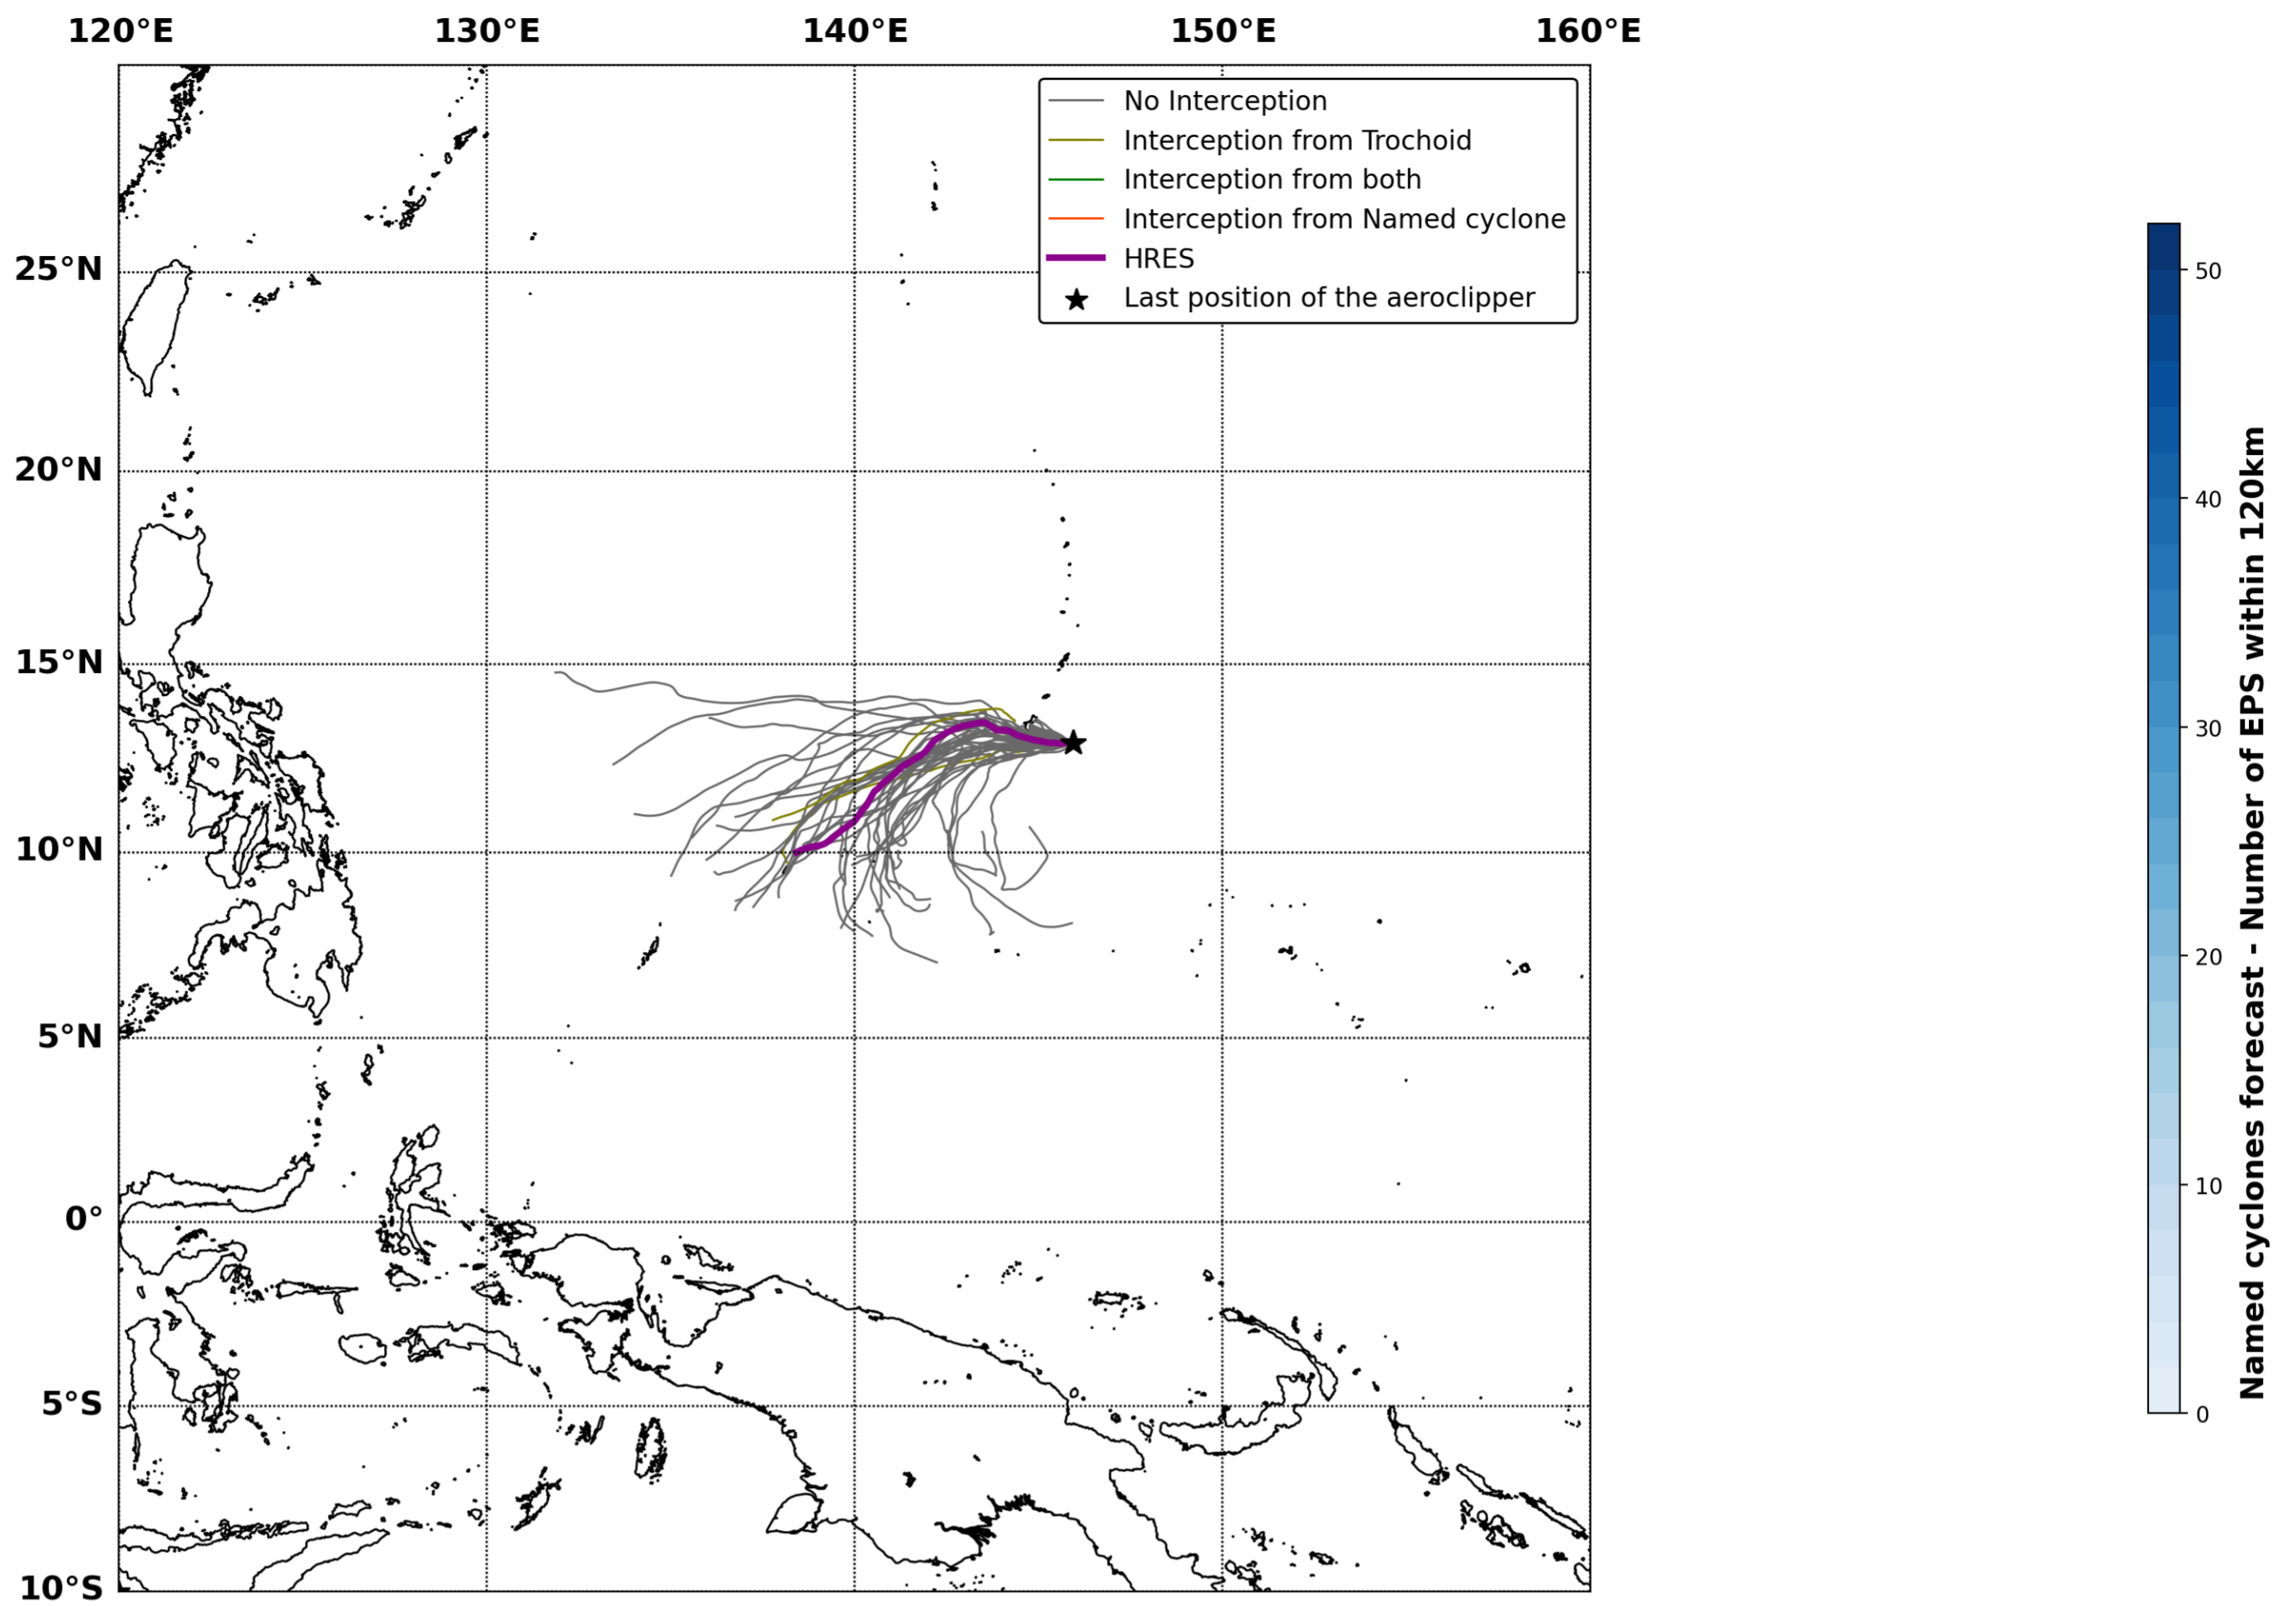 120°E 130°E 140°E 150°E 160°E
No Interception
Interception from Trochoid
Interception from both
Interception from Named cyclone
HRES
Last position of the aeroclipper
25°N
20°N
15°N
10°N
5°N
0°
5°S
10°S
50
40
30
20
10
0
Named cyclones forecast - Number of EPS within 120km